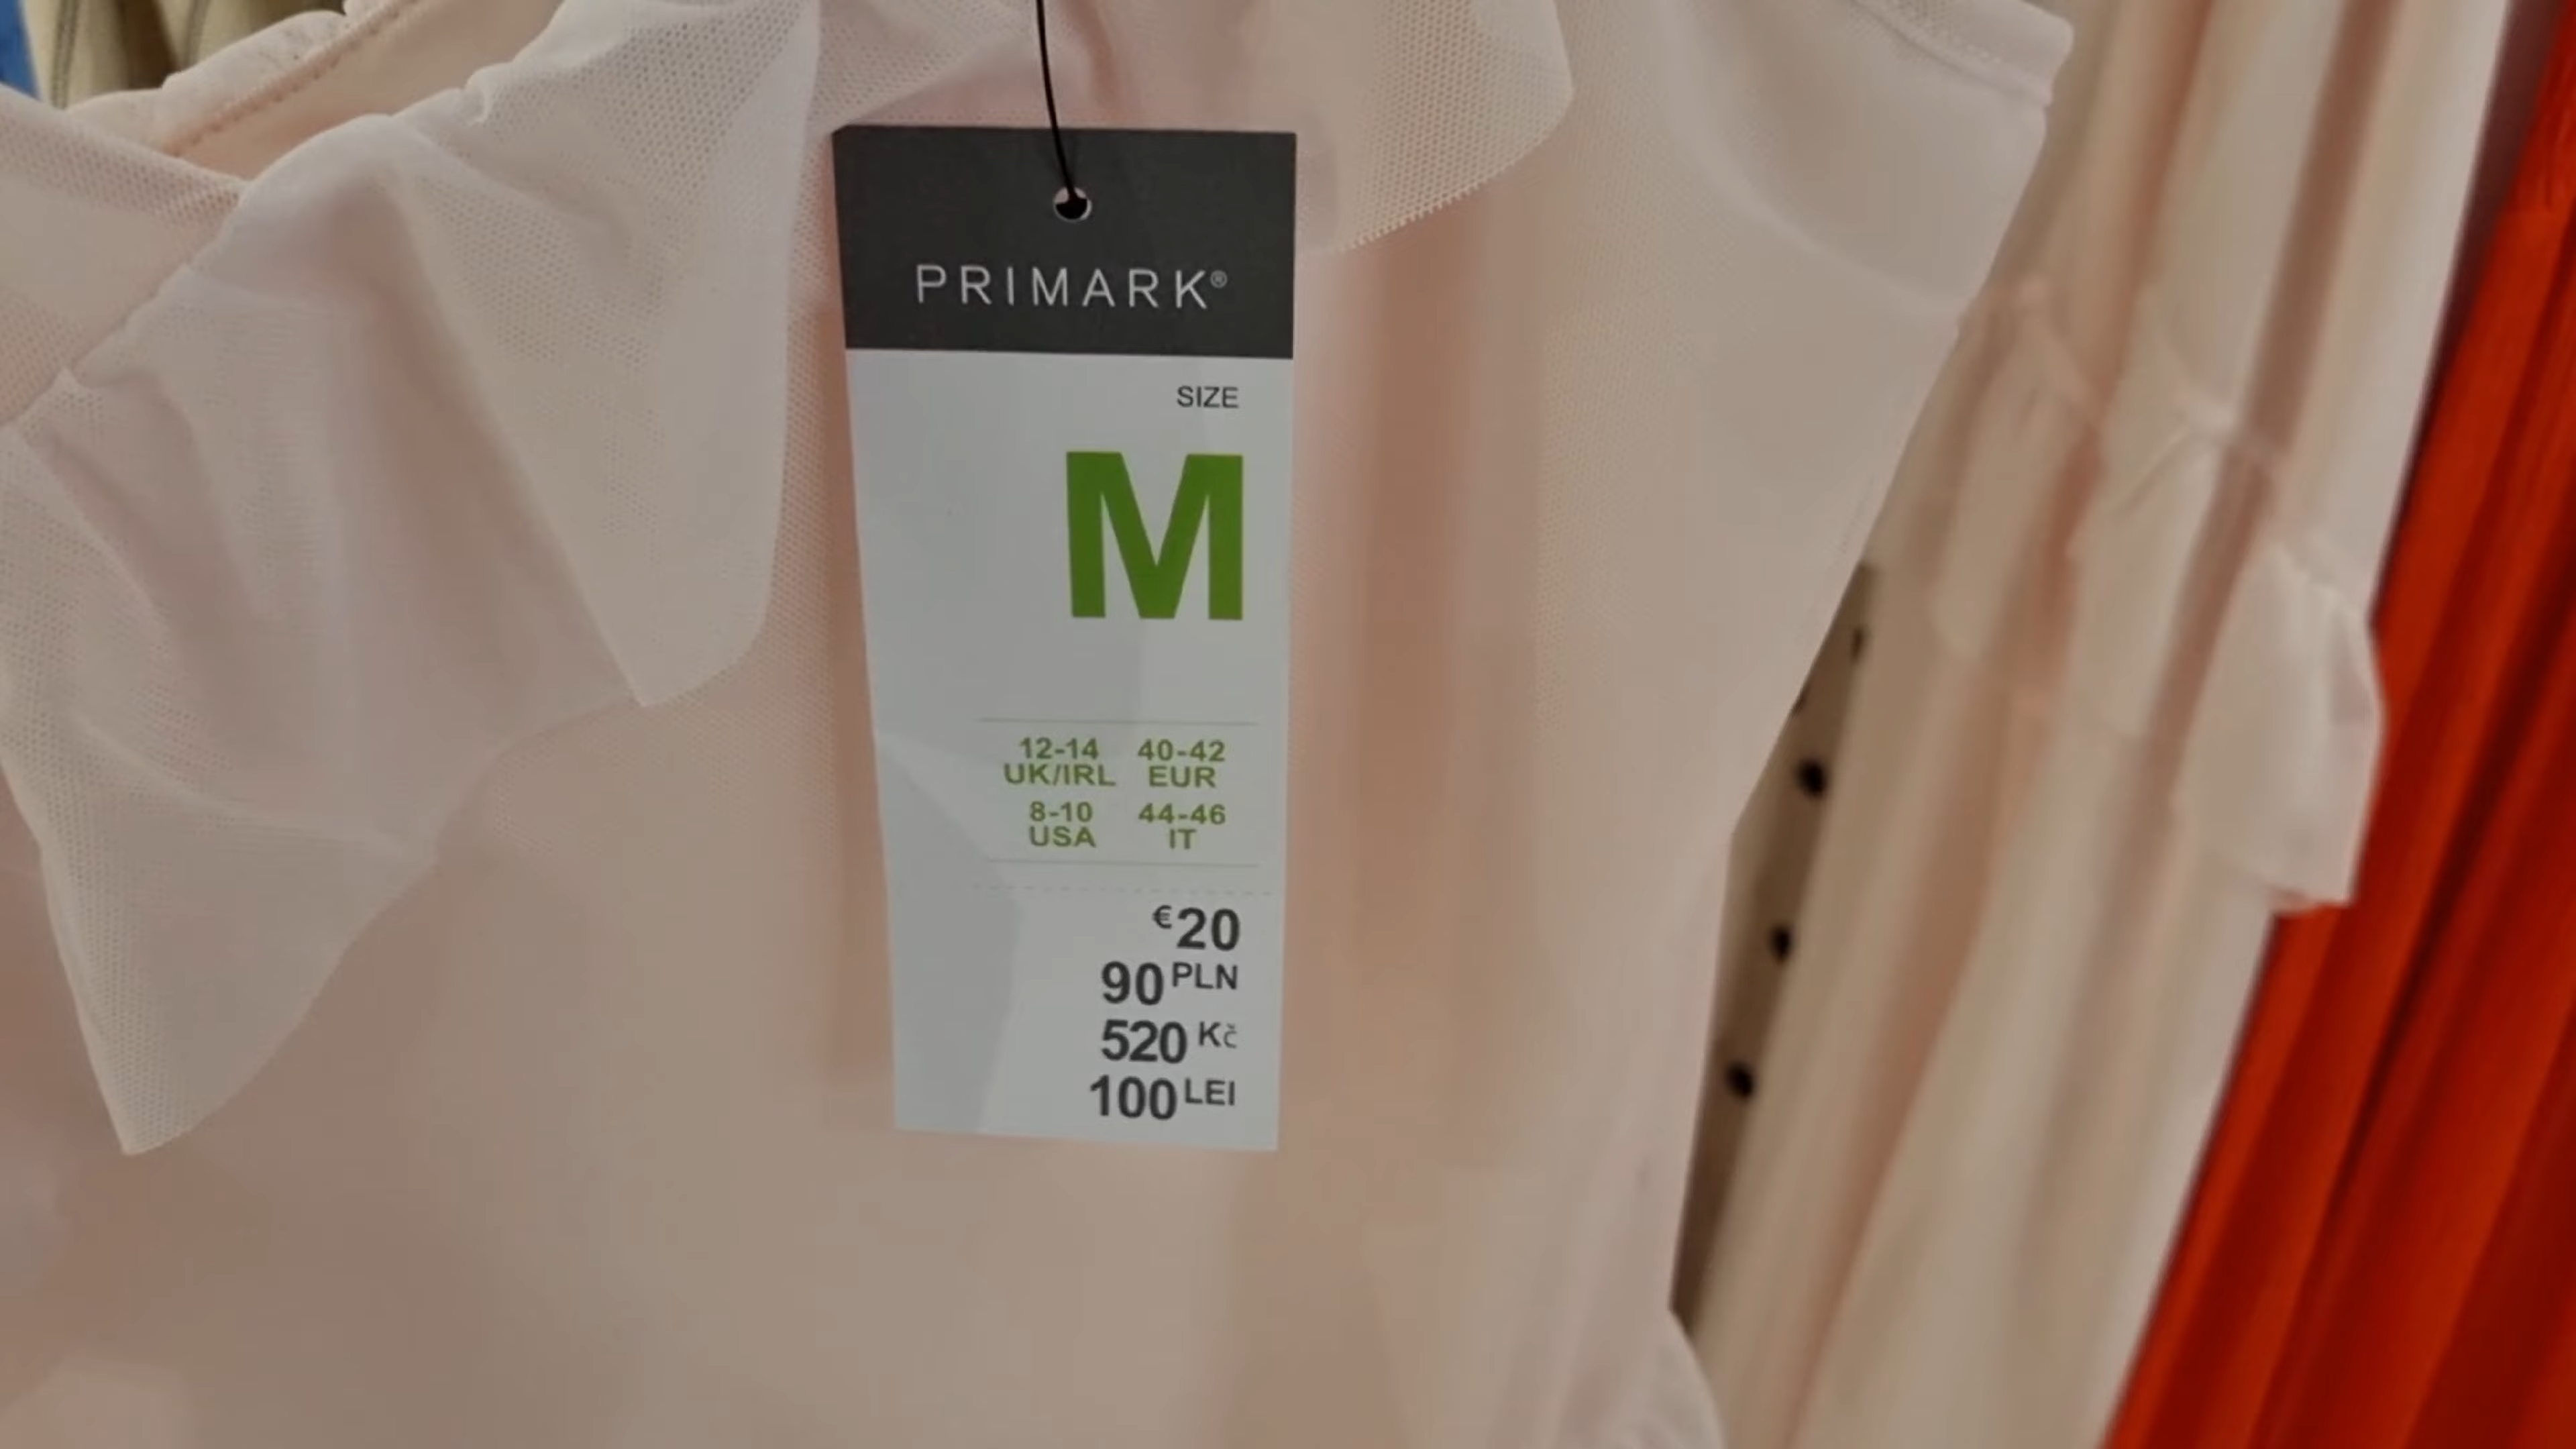 PRIMARK®
SIZE
M
12-14 40-42
UK/IRL EUR
8-10 44-46
USA IT
€20
90 PLN
520 Kč
100 LEI